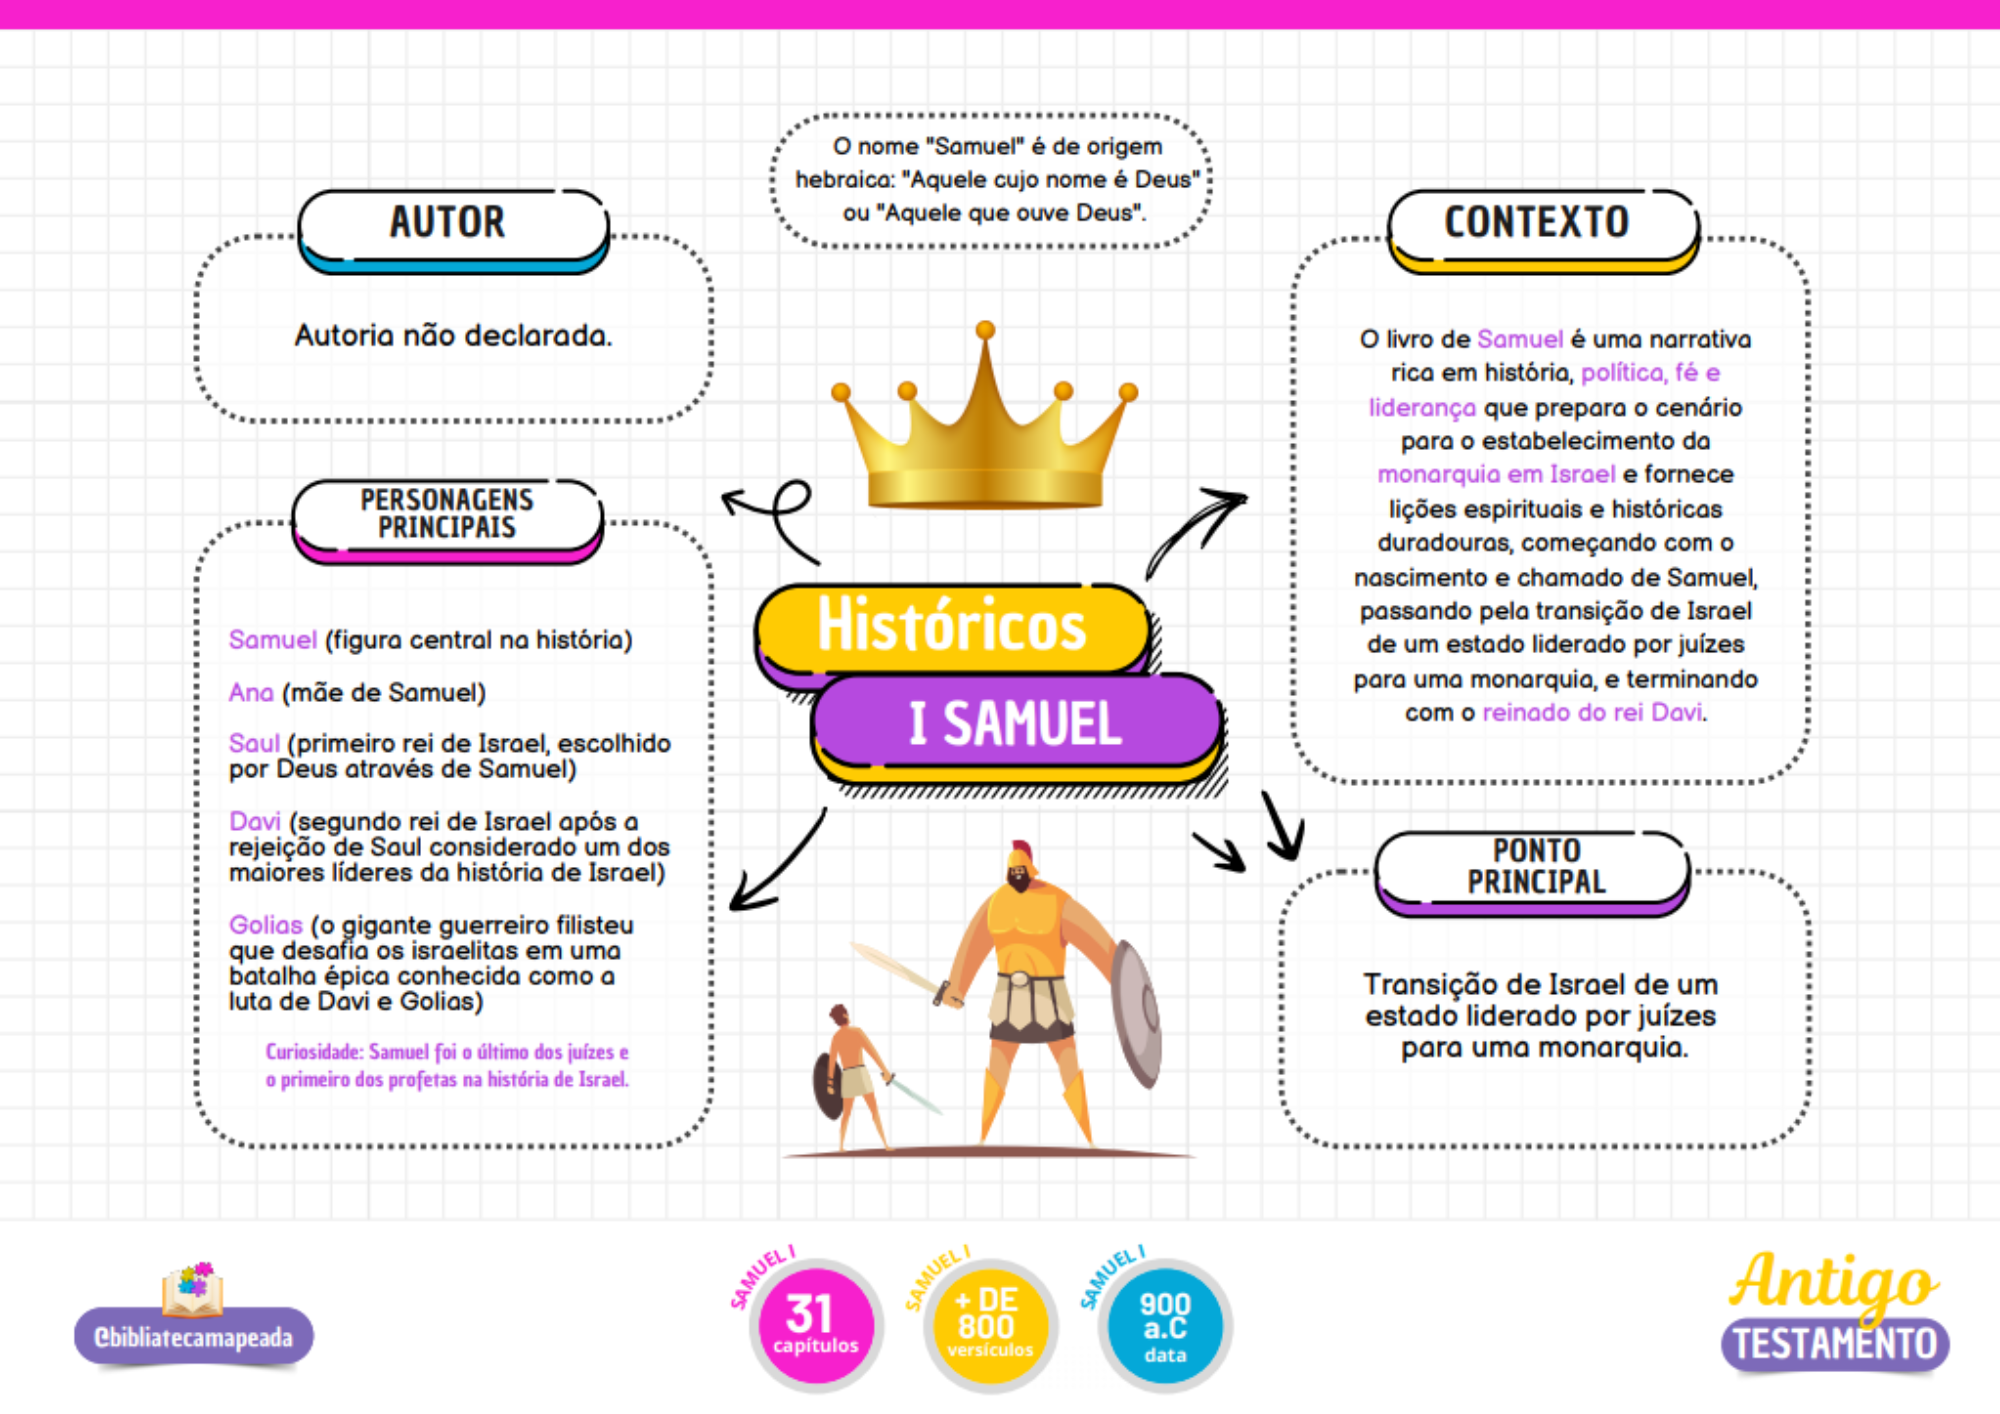 O nome "Samuel" é de origem
hebraica: "Aquele cujo nome é Deus"
ou "Aquele que ouve Deus".
AUTOR
Autoria não declarada.
PERSONAGENS
PRINCIPAIS
Samuel (figura central na história)
Ana (mãe de Samuel)
Saul (primeiro rei de Israel, escolhido
por Deus através de Samuel)
Davi (segundo rei de Israel após a
rejeição de Saul considerado um dos
maiores líderes da história de Israel)
Golias (o gigante guerreiro filisteu
que desafia os israelitas em uma
batalha épica conhecida como a
luta de Davi e Golias)
Curiosidade: Samuel foi o último dos juízes e
o primeiro dos profetas na história de Israel.
Históricos
I SAMUEL
CONTEXTO
O livro de Samuel é uma narrativa
rica em história, política, fé e
liderança que prepara o cenário
para o estabelecimento da
monarquia em Israel e fornece
lições espirituais e históricas
duradouras, começando com o
nascimento e chamado de Samuel,
passando pela transição de Israel
de um estado liderado por juízes
para uma monarquia, e terminando
com o reinado do rei Davi.
PONTO
PRINCIPAL
Transição de Israel de um
estado liderado por juízes
para uma monarquia.
@bibliatecamapeada
SAMUEL I
31
capítulos
SAMUEL I
+ DE
800
versículos
SAMUEL I
900
a.C
data
Antigo
TESTAMENTO